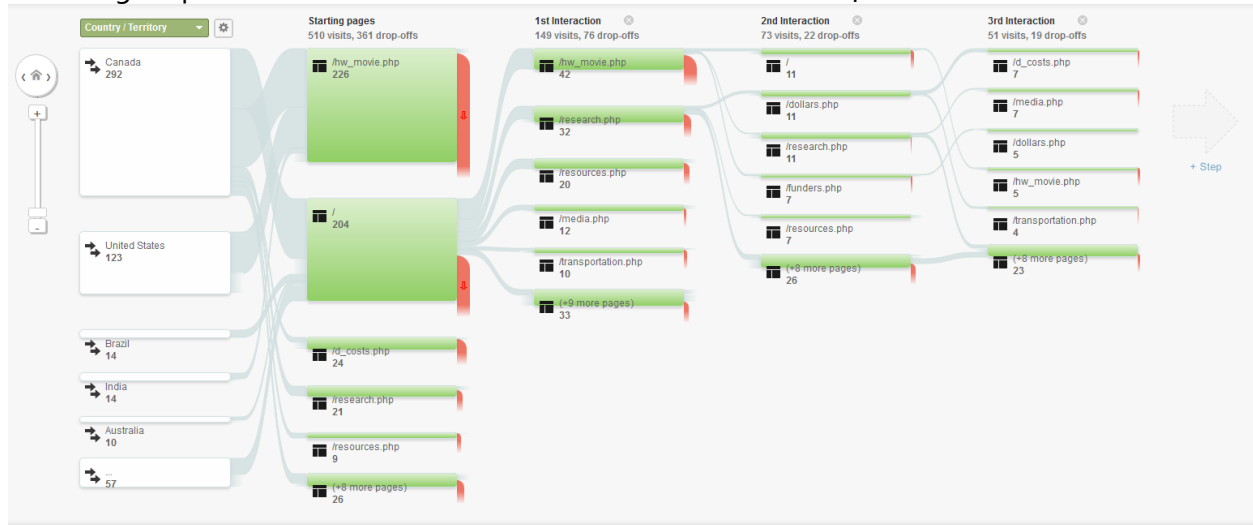 Country / Territory
Canada
292
United States
123
Brazil
14
India
14
Australia
10
...
57
+
-
Starting pages
510 visits, 361 drop-offs
/hw_movie.php
226
/
204
/d_costs.php
24
/research.php
21
/resources.php
9
(+8 more pages)
26
1st Interaction
149 visits, 76 drop-offs
/hw_movie.php
42
/research.php
32
/resources.php
20
/media.php
12
/transportation.php
10
(+9 more pages)
33
2nd Interaction
73 visits, 22 drop-offs
/
11
/dollars.php
11
/research.php
11
/funders.php
7
/resources.php
7
(+8 more pages)
26
3rd Interaction
51 visits, 19 drop-offs
/d_costs.php
7
/media.php
7
/dollars.php
5
/hw_movie.php
5
/transportation.php
4
(+8 more pages)
23
+ Step